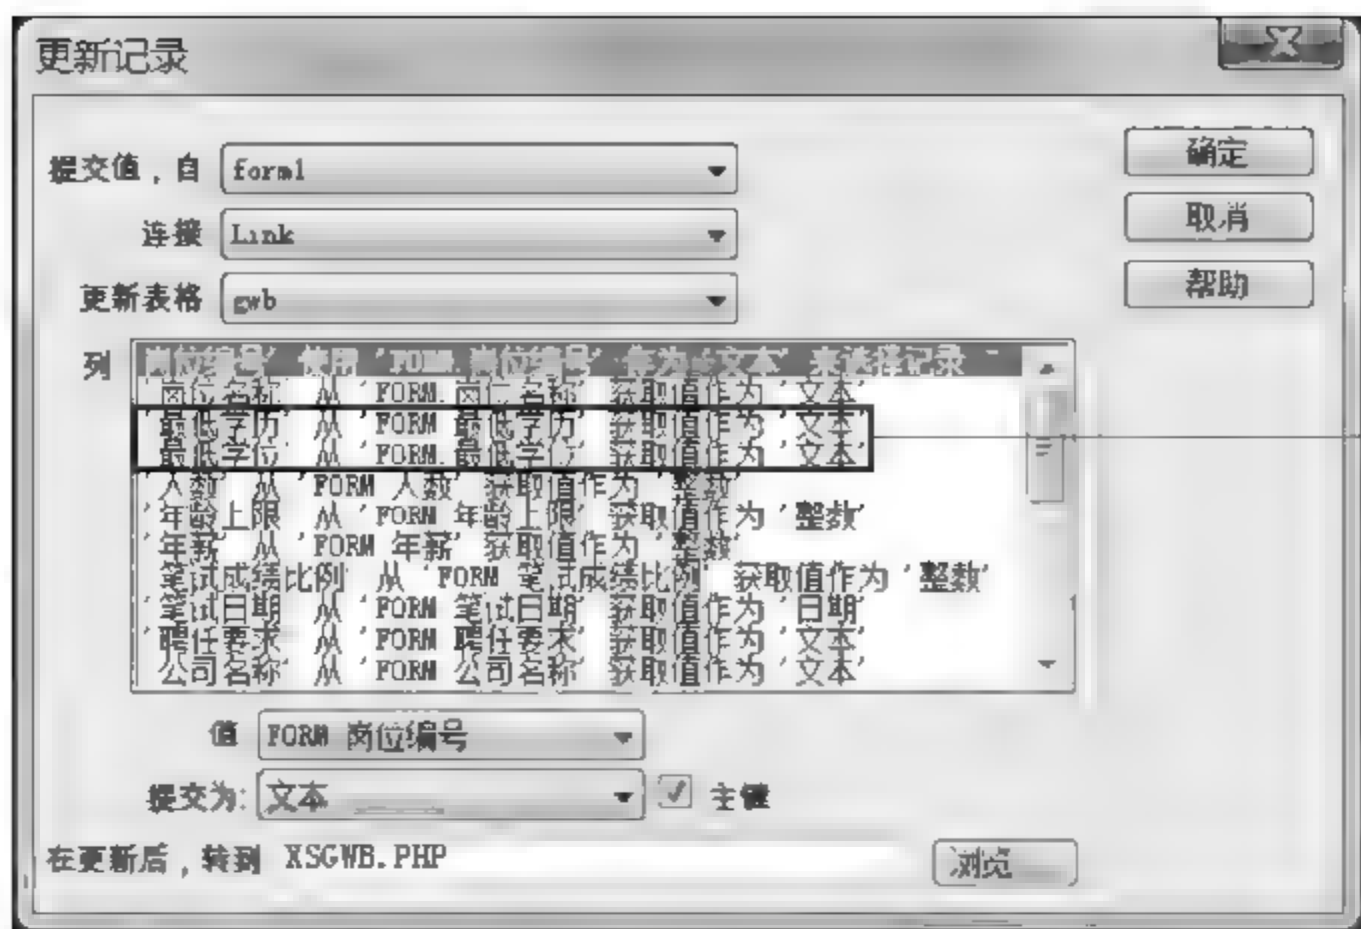 更新记录
提交值，自 form1
确定
连接 Link
取消
更新表格 gwb
帮助
列
'岗位编号' 使用 'FORM.岗位编号' 作为 '文本' 来选择记录
'岗位名称' 从 'FORM.岗位名称' 获取值作为 '文本'
'最低学历' 从 'FORM 最低学历' 获取值作为 '文本'
'最低学位' 从 'FORM.最低学位' 获取值作为 '文本'
'人数' 从 'FORM 人数' 获取值作为 '整数'
'年龄上限' 从 'FORM 年龄上限' 获取值作为 '整数'
'年薪' 从 'FORM 年薪' 获取值作为 '整数'
'笔试成绩比例' 从 'FORM 笔试成绩比例' 获取值作为 '整数'
'笔试日期' 从 'FORM 笔试日期' 获取值作为 '日期'
'聘任要求' 从 'FORM 聘任要求' 获取值作为 '文本'
'公司名称' 从 'FORM 公司名称' 获取值作为 '文本'
值 FORM 岗位编号
提交为: 文本 主键
在更新后，转到 XSGWB.PHP 浏览